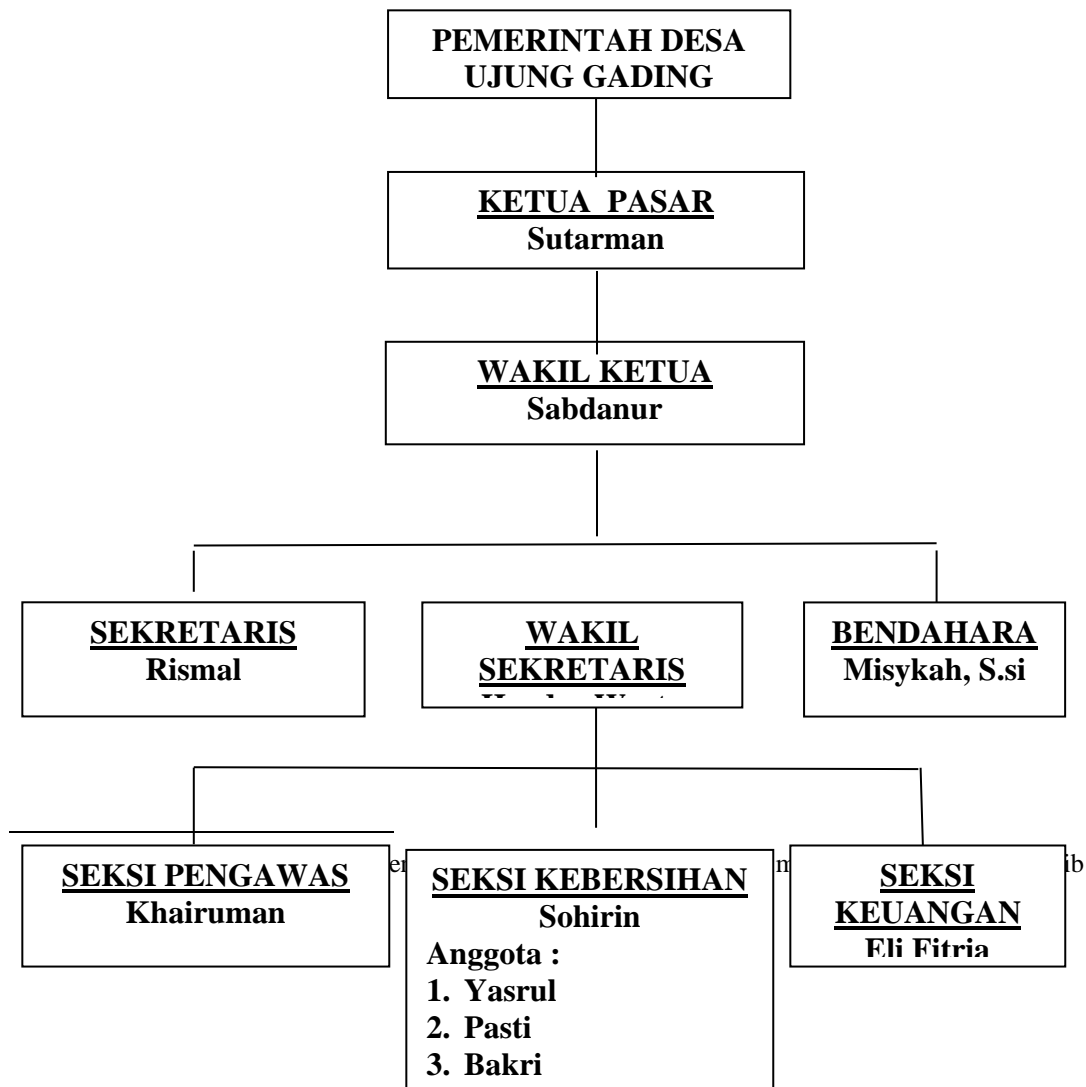 PEMERINTAH DESA
UJUNG GADING
KETUA PASAR
Sutarman
WAKIL KETUA
Sabdanur
SEKRETARIS
Rismal
WAKIL
SEKRETARIS
BENDAHARA
Misykah, S.si
SEKSI PENGAWAS
Khairuman
SEKSI KEBERSIHAN
Sohirin
Anggota :
1. Yasrul
2. Pasti
3. Bakri
SEKSI
KEUANGAN
Eli Fitria